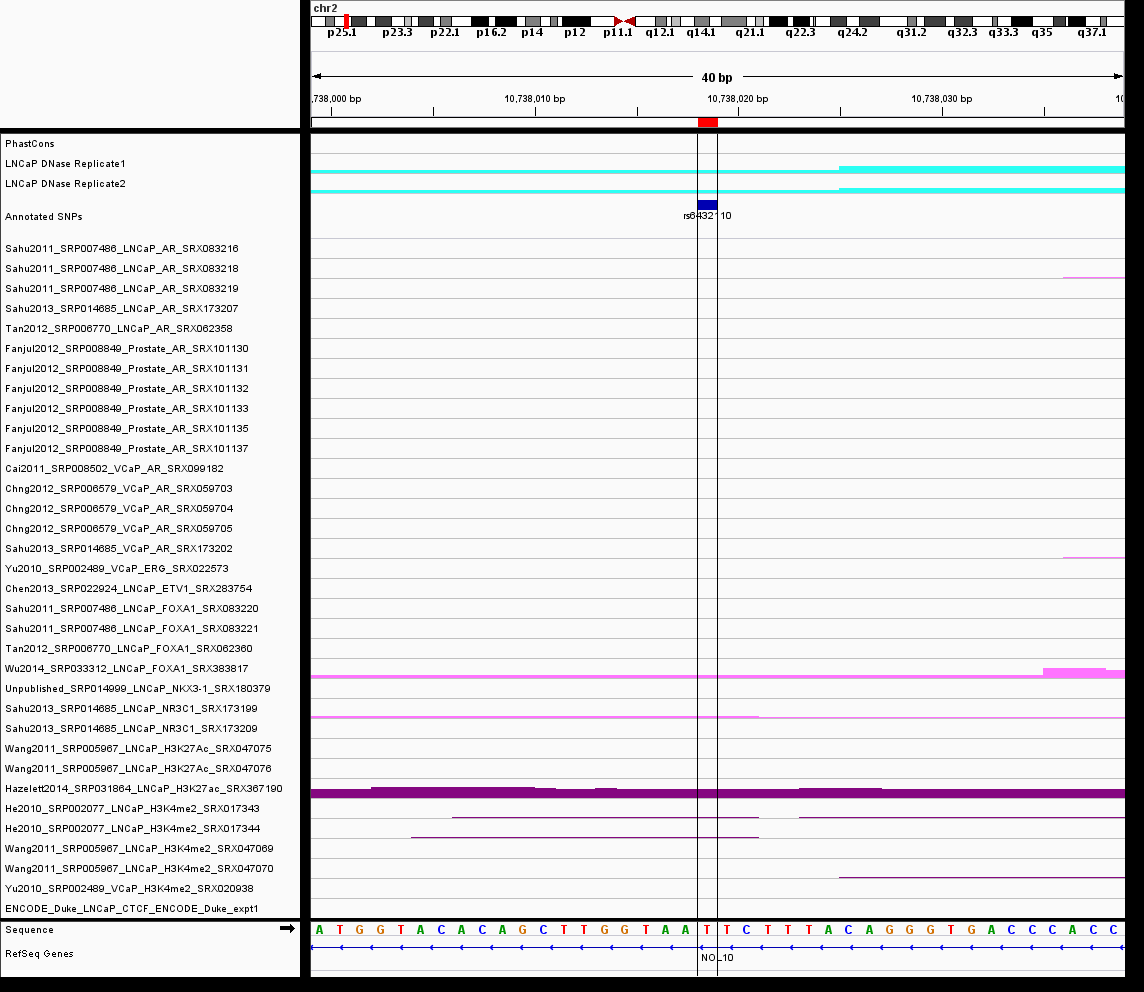 chr2
p25.1 p23.3 p22.1 p16.2 p14 p12 p11.1 q12.1 q14.1 q21.1 q22.3 q24.2 q31.2 q32.3 q33.3 q35 q37.1
40 bp
,738,000 bp 10,738,010 bp 10,738,020 bp 10,738,030 bp 10
PhastCons
LNCaP DNase Replicate1
LNCaP DNase Replicate2
Annotated SNPs
rs6432110
Sahu2011_SRP007486_LNCaP_AR_SRX083216
Sahu2011_SRP007486_LNCaP_AR_SRX083218
Sahu2011_SRP007486_LNCaP_AR_SRX083219
Sahu2013_SRP014685_LNCaP_AR_SRX173207
Tan2012_SRP006770_LNCaP_AR_SRX062358
Fanjul2012_SRP008849_Prostate_AR_SRX101130
Fanjul2012_SRP008849_Prostate_AR_SRX101131
Fanjul2012_SRP008849_Prostate_AR_SRX101132
Fanjul2012_SRP008849_Prostate_AR_SRX101133
Fanjul2012_SRP008849_Prostate_AR_SRX101135
Fanjul2012_SRP008849_Prostate_AR_SRX101137
Cai2011_SRP008502_VCaP_AR_SRX099182
Chng2012_SRP006579_VCaP_AR_SRX059703
Chng2012_SRP006579_VCaP_AR_SRX059704
Chng2012_SRP006579_VCaP_AR_SRX059705
Sahu2013_SRP014685_VCaP_AR_SRX173202
Yu2010_SRP002489_VCaP_ERG_SRX022573
Chen2013_SRP022924_LNCaP_ETV1_SRX283754
Sahu2011_SRP007486_LNCaP_FOXA1_SRX083220
Sahu2011_SRP007486_LNCaP_FOXA1_SRX083221
Tan2012_SRP006770_LNCaP_FOXA1_SRX062360
Wu2014_SRP033312_LNCaP_FOXA1_SRX383817
Unpublished_SRP014999_LNCaP_NKX3-1_SRX180379
Sahu2013_SRP014685_LNCaP_NR3C1_SRX173199
Sahu2013_SRP014685_LNCaP_NR3C1_SRX173209
Wang2011_SRP005967_LNCaP_H3K27Ac_SRX047075
Wang2011_SRP005967_LNCaP_H3K27Ac_SRX047076
Hazelett2014_SRP031864_LNCaP_H3K27ac_SRX367190
He2010_SRP002077_LNCaP_H3K4me2_SRX017343
He2010_SRP002077_LNCaP_H3K4me2_SRX017344
Wang2011_SRP005967_LNCaP_H3K4me2_SRX047069
Wang2011_SRP005967_LNCaP_H3K4me2_SRX047070
Yu2010_SRP002489_VCaP_H3K4me2_SRX020938
ENCODE_Duke_LNCaP_CTCF_ENCODE_Duke_expt1
Sequence A T G G T A C A C A G C T T G G T A A T T C T T T A C A G G G T G A C C C A C C
RefSeq Genes
NOL10